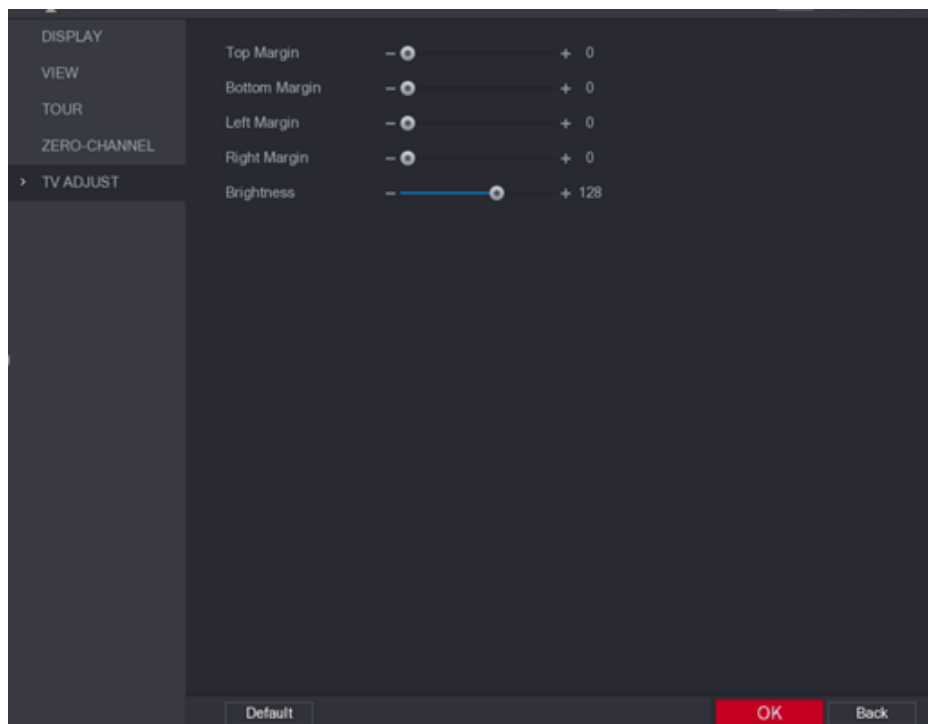 DISPLAY
VIEW
TOUR
ZERO-CHANNEL
> TV ADJUST
Top Margin - + 0
Bottom Margin - + 0
Left Margin - + 0
Right Margin - + 0
Brightness - + 128
Default OK Back